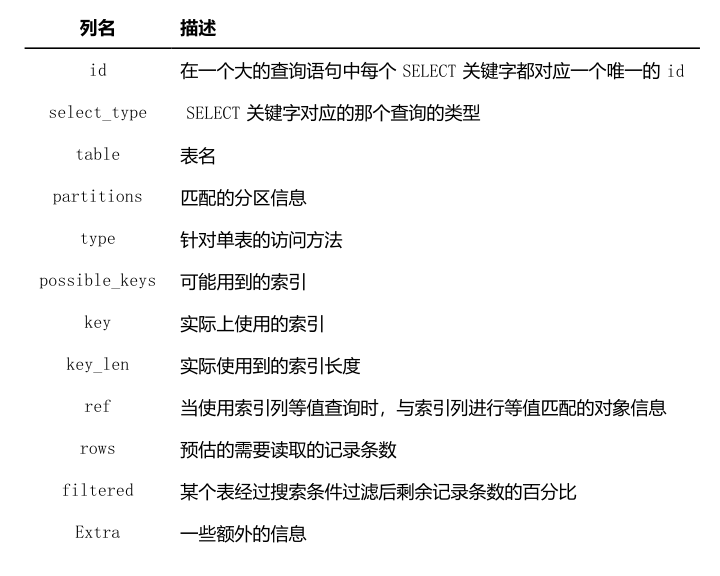 列名 描述
id 在一个大的查询语句中每个 SELECT 关键字都对应一个唯一的 id
select_type SELECT 关键字对应的那个查询的类型
table 表名
partitions 匹配的分区信息
type 针对单表的访问方法
possible_keys 可能用到的索引
key 实际上使用的索引
key_len 实际使用到的索引长度
ref 当使用索引列等值查询时，与索引列进行等值匹配的对象信息
rows 预估的需要读取的记录条数
filtered 某个表经过搜索条件过滤后剩余记录条数的百分比
Extra 一些额外的信息